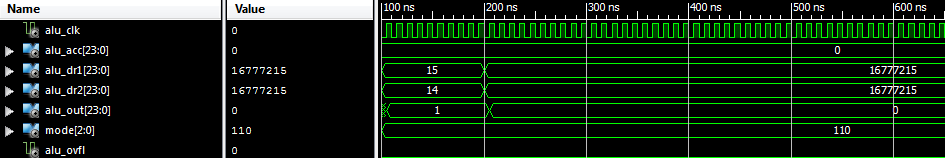 Name Value 100 ns 200 ns 300 ns 400 ns 500 ns 600 ns
alu_clk 0
alu_acc[23:0] 0 0
alu_dr1[23:0] 16777215 15 16777215
alu_dr2[23:0] 16777215 14 16777215
alu_out[23:0] 0 1 0
mode[2:0] 110 110
alu_ovfl 0